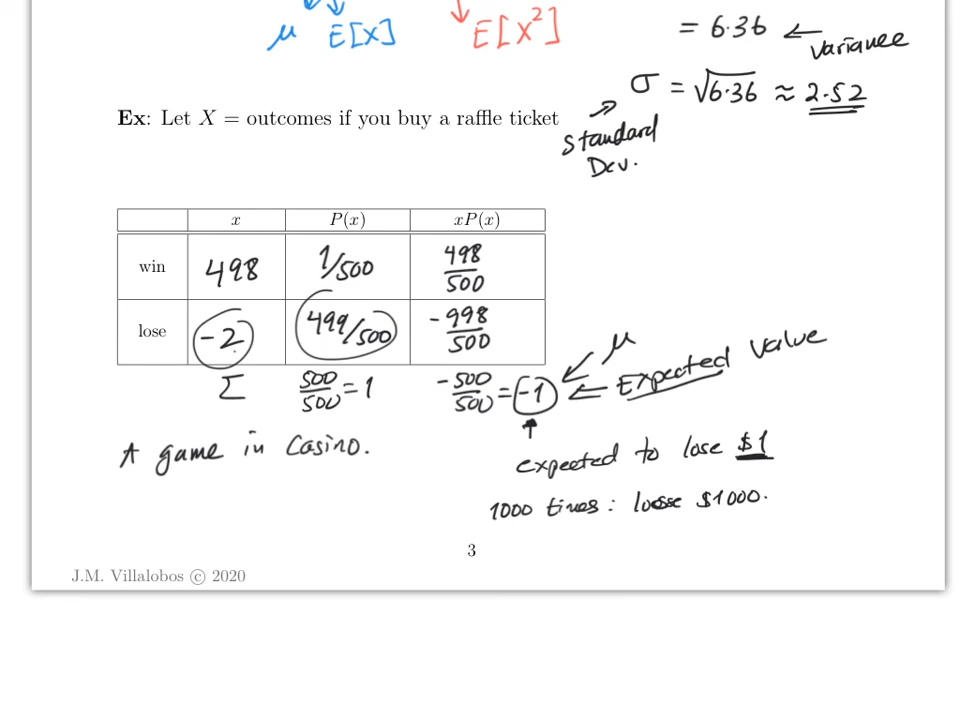 μ E[X] E[X²]
= 6.36 ← Variance
σ = √6.36 ≈ 2.52
Standard
Dev.
Ex: Let X = outcomes if you buy a raffle ticket
x P(x) xP(x)
win 498 1/500 498/500
lose -2 499/500 -998/500
Σ 500/500 = 1 -500/500 = -1 ← Expected Value
μ
A game in Casino.
expected to lose $1
1000 times: loose $1000.
3
J.M. Villalobos © 2020